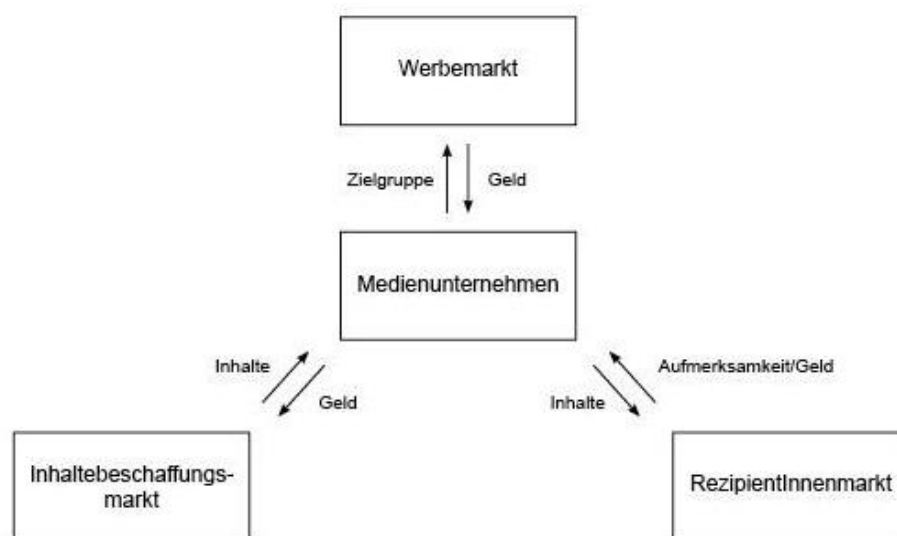 Werbemarkt
Zielgruppe
Geld
Medienunternehmen
Inhalte
Geld
Aufmerksamkeit/Geld
Inhalte
Inhaltebeschaffungs-
markt
RezipientInnenmarkt